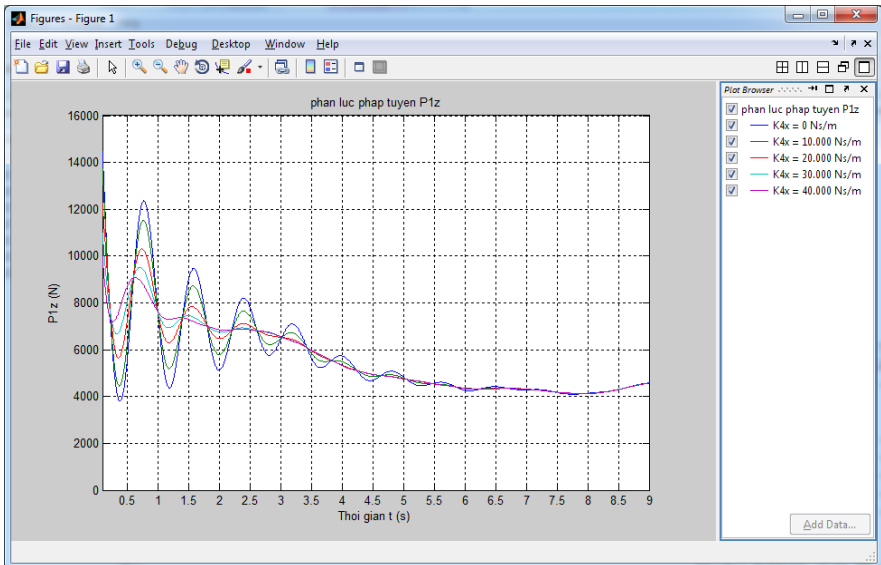 Figures - Figure 1
File Edit View Insert Tools Debug Desktop Window Help
Plot Browser
phan luc phap tuyen P1z
phan luc phap tuyen P1z
K4x = 0 Ns/m
K4x = 10.000 Ns/m
K4x = 20.000 Ns/m
K4x = 30.000 Ns/m
K4x = 40.000 Ns/m
16000
14000
12000
10000
8000
6000
4000
2000
0
P1z (N)
0.5 1 1.5 2 2.5 3 3.5 4 4.5 5 5.5 6 6.5 7 7.5 8 8.5 9
Thoi gian t (s)
Add Data...